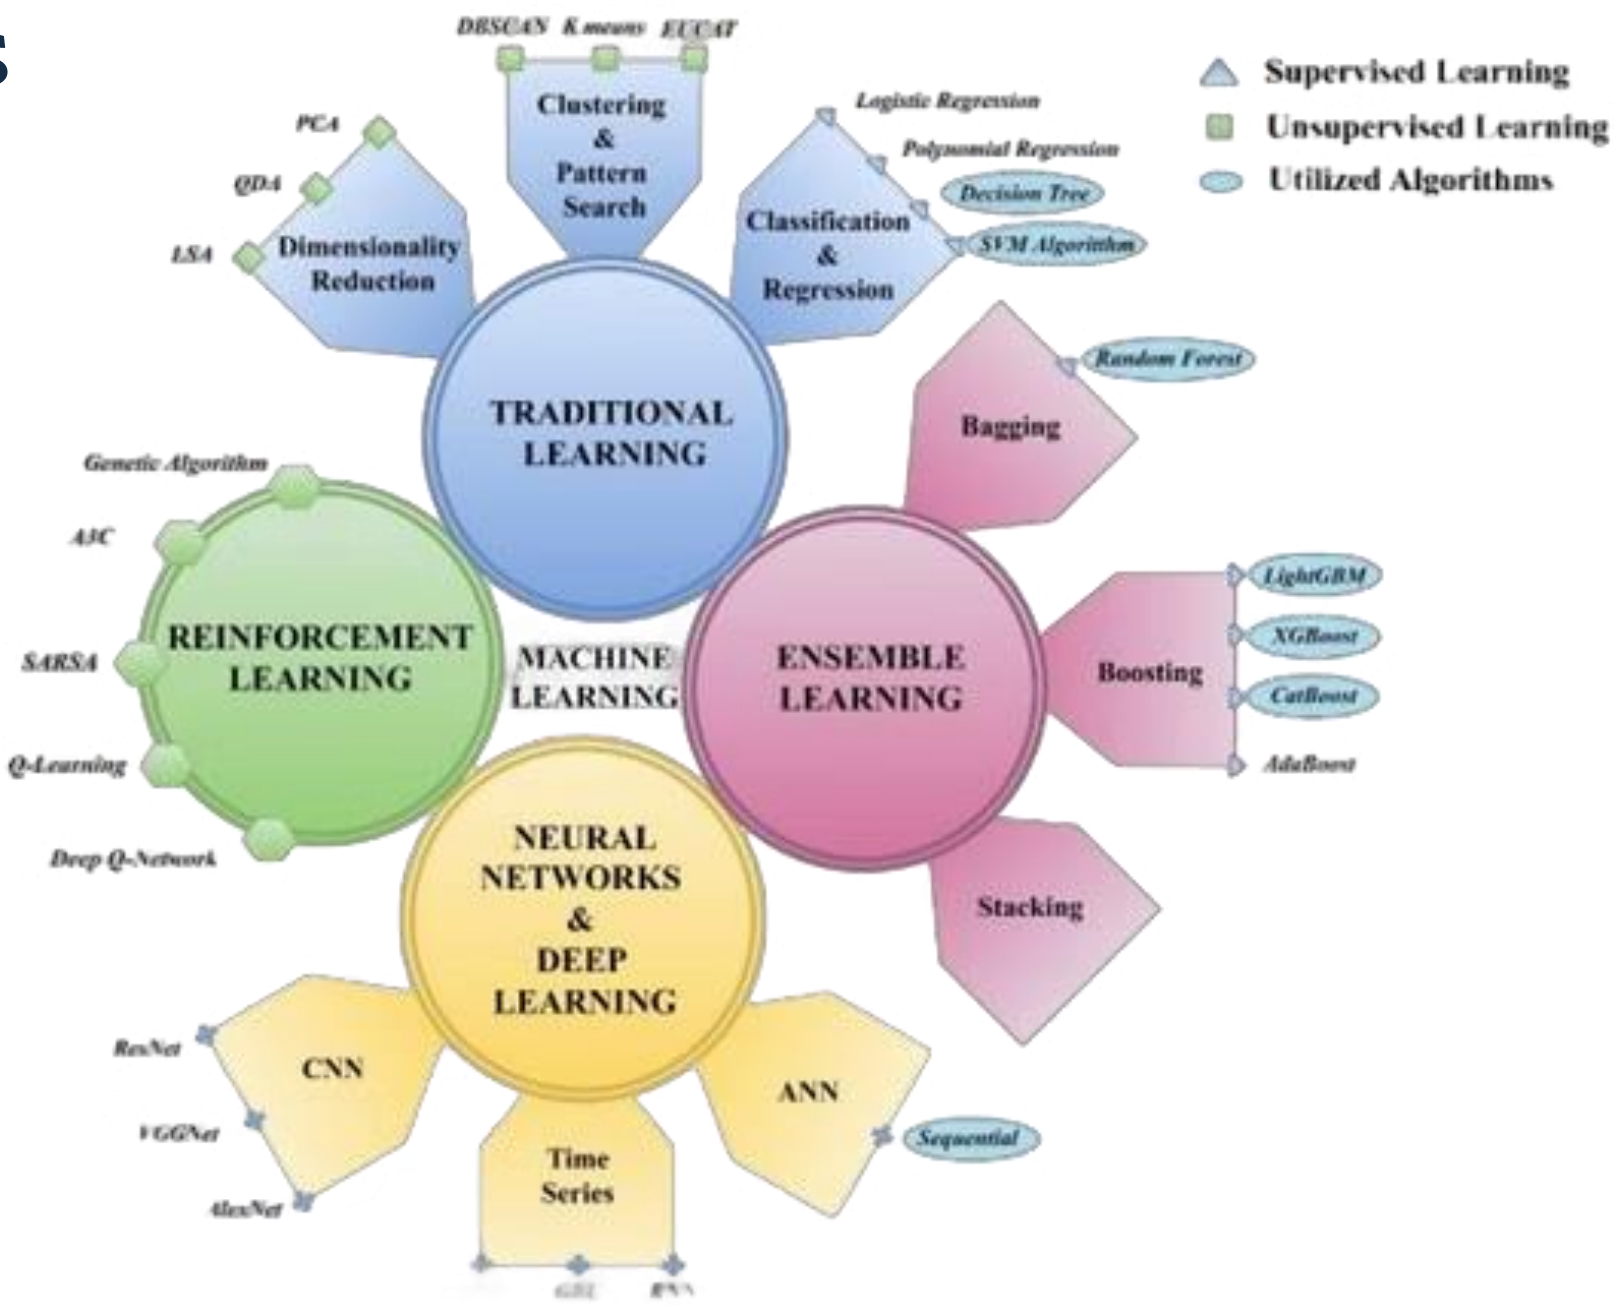 s
DBSCAN K means EUCAT
Clustering
&
Pattern
Search
PCA
QDA
LSA
Dimensionality
Reduction
Logistic Regression
Polynomial Regression
Decision Tree
SVM Algorithm
Classification
&
Regression
Supervised Learning
Unsupervised Learning
Utilized Algorithms
TRADITIONAL
LEARNING
Bagging
Random Forest
Genetic Algorithm
A3C
SARSA
Q-Learning
Deep Q-Network
REINFORCEMENT
LEARNING
MACHINE
LEARNING
ENSEMBLE
LEARNING
Boosting
LightGBM
XGBoost
CatBoost
AdaBoost
Stacking
NEURAL
NETWORKS
&
DEEP
LEARNING
CNN
ResNet
VGGNet
AlexNet
Time
Series
RNN
ANN
Sequential